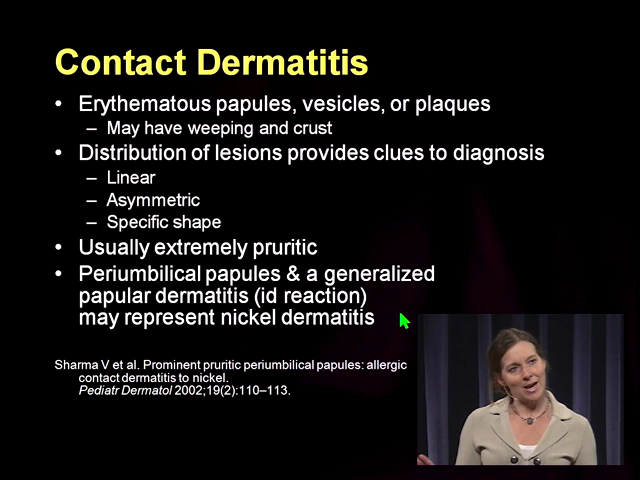 Contact Dermatitis
• Erythematous papules, vesicles, or plaques
– May have weeping and crust
• Distribution of lesions provides clues to diagnosis
– Linear
– Asymmetric
– Specific shape
• Usually extremely pruritic
• Periumbilical papules & a generalized
papular dermatitis (id reaction)
may represent nickel dermatitis
Sharma V et al. Prominent pruritic periumbilical papules: allergic
contact dermatitis to nickel.
Pediatr Dermatol 2002;19(2):110–113.